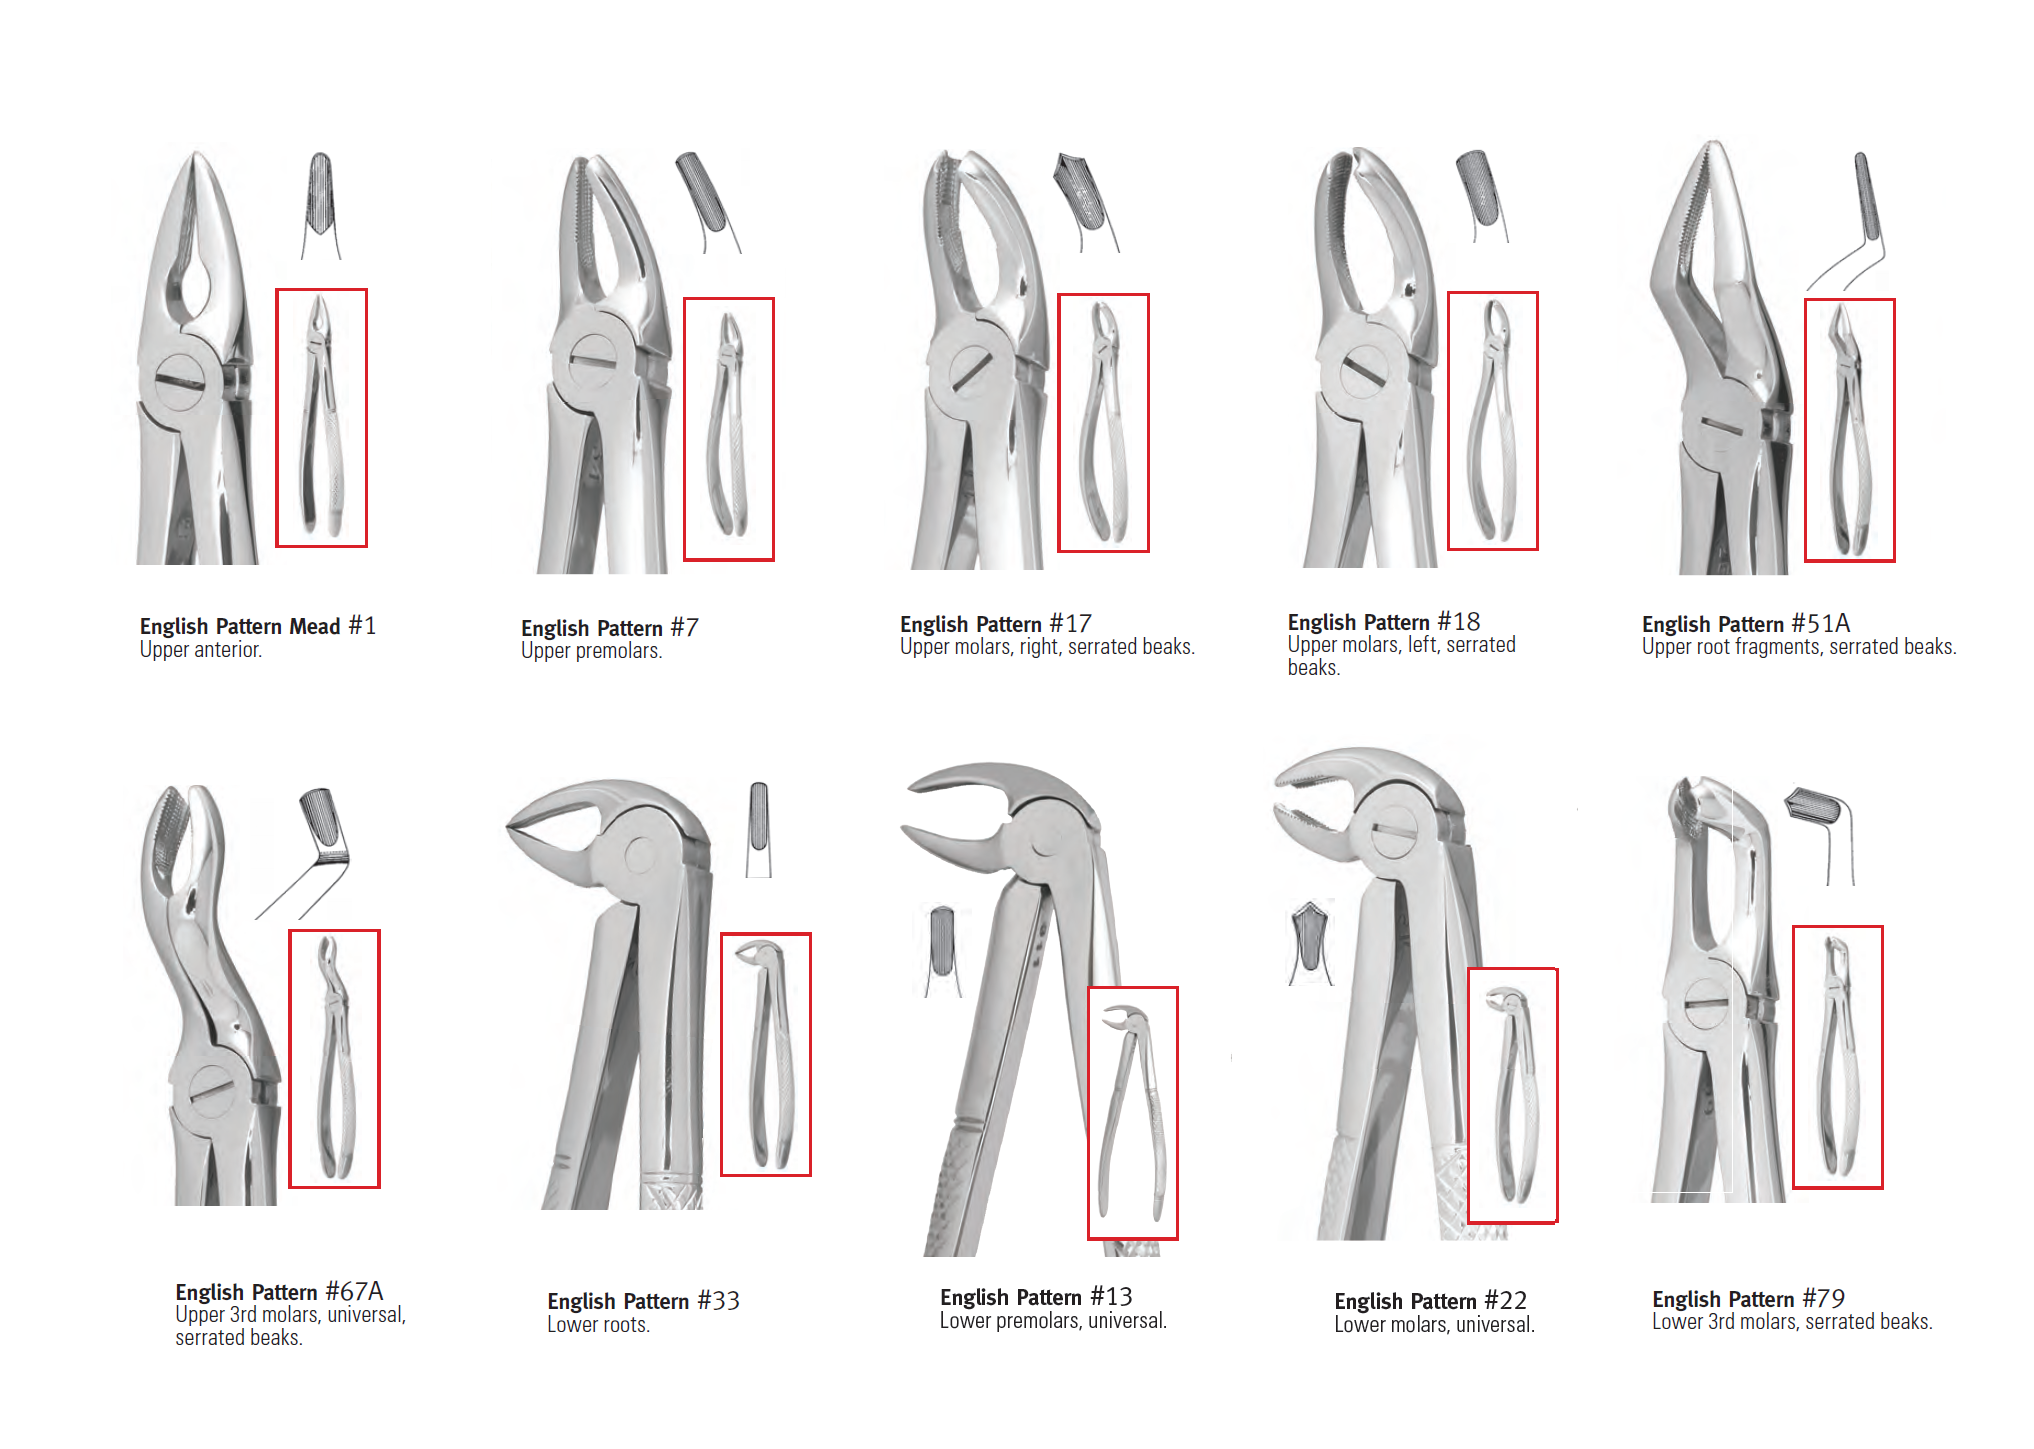 English Pattern Mead #1
Upper anterior.
English Pattern #7
Upper premolars.
English Pattern #17
Upper molars, right, serrated beaks.
English Pattern #18
Upper molars, left, serrated
beaks.
English Pattern #51A
Upper root fragments, serrated beaks.
English Pattern #67A
Upper 3rd molars, universal,
serrated beaks.
English Pattern #33
Lower roots.
English Pattern #13
Lower premolars, universal.
English Pattern #22
Lower molars, universal.
English Pattern #79
Lower 3rd molars, serrated beaks.